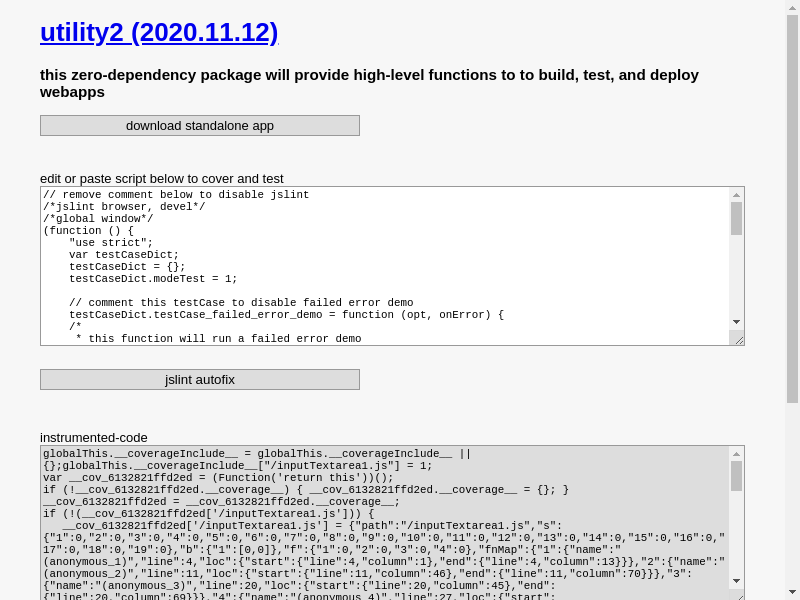 utility2 (2020.11.12)
this zero-dependency package will provide high-level functions to to build, test, and deploy
webapps
download standalone app
edit or paste script below to cover and test
// remove comment below to disable jslint
/*jslint browser, devel*/
/*global window*/
(function () {
    "use strict";
    var testCaseDict;
    testCaseDict = {};
    testCaseDict.modeTest = 1;

    // comment this testCase to disable failed error demo
    testCaseDict.testCase_failed_error_demo = function (opt, onError) {
    /*
     * this function will run a failed error demo
jslint autofix
instrumented-code
globalThis.__coverageInclude__ = globalThis.__coverageInclude__ ||
{};globalThis.__coverageInclude__["/inputTextarea1.js"] = 1;
var __cov_6132821ffd2ed = (Function('return this'))();
if (!__cov_6132821ffd2ed.__coverage__) { __cov_6132821ffd2ed.__coverage__ = {}; }
__cov_6132821ffd2ed = __cov_6132821ffd2ed.__coverage__;
if (!(__cov_6132821ffd2ed['/inputTextarea1.js'])) {
   __cov_6132821ffd2ed['/inputTextarea1.js'] = {"path":"/inputTextarea1.js","s":
{"1":0,"2":0,"3":0,"4":0,"5":0,"6":0,"7":0,"8":0,"9":0,"10":0,"11":0,"12":0,"13":0,"14":0,"15":0,"16":0,"
17":0,"18":0,"19":0},"b":{"1":[0,0]},"f":{"1":0,"2":0,"3":0,"4":0},"fnMap":{"1":{"name":"
(anonymous_1)","line":4,"loc":{"start":{"line":4,"column":1},"end":{"line":4,"column":13}}},"2":{"name":"
(anonymous_2)","line":11,"loc":{"start":{"line":11,"column":46},"end":{"line":11,"column":70}}},"3":
{"name":"(anonymous_3)","line":20,"loc":{"start":{"line":20,"column":45},"end":
{"line":20,"column":69}}},"4":{"name":"(anonymous_4)","line":27,"loc":{"start":